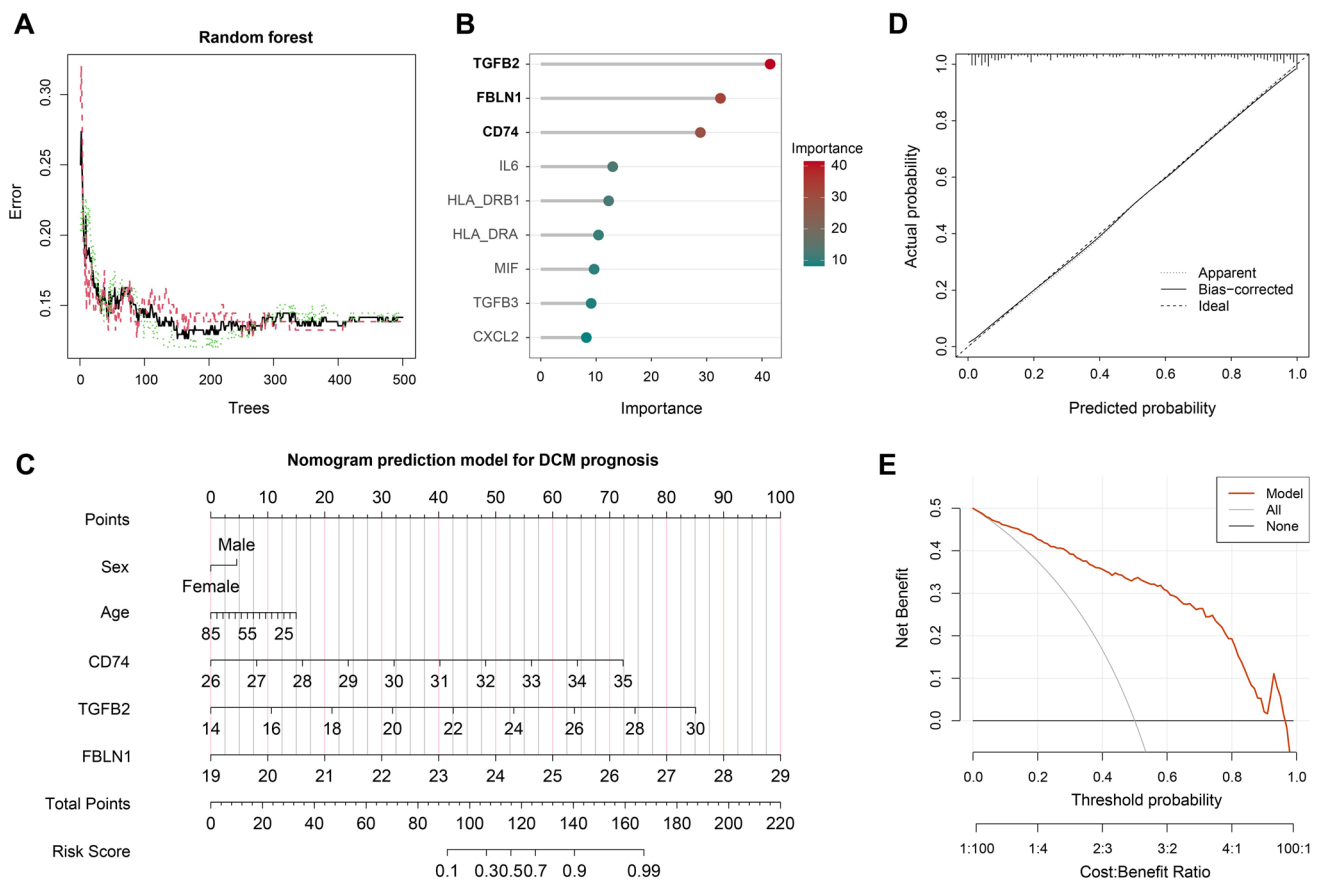 A
Random forest
Error
0.30
0.25
0.20
0.15
0 100 200 300 400 500
Trees
B
TGFB2
FBLN1
CD74
IL6
HLA_DRB1
HLA_DRA
MIF
TGFB3
CXCL2
0 10 20 30 40
Importance
Importance
40
30
20
10
D
Actual probability
1.0
0.8
0.6
0.4
0.2
0.0
Apparent
Bias-corrected
Ideal
0.0 0.2 0.4 0.6 0.8 1.0
Predicted probability
C
Nomogram prediction model for DCM prognosis
0 10 20 30 40 50 60 70 80 90 100
Points
Male
Sex
Female
Age
85 55 25
CD74
26 27 28 29 30 31 32 33 34 35
TGFB2
14 16 18 20 22 24 26 28 30
FBLN1
19 20 21 22 23 24 25 26 27 28 29
Total Points
0 20 40 60 80 100 120 140 160 180 200 220
Risk Score
0.1 0.30.50.7 0.9 0.99
E
Model
All
None
Net Benefit
0.5
0.4
0.3
0.2
0.1
0.0
0.0 0.2 0.4 0.6 0.8 1.0
Threshold probability
1:100 1:4 2:3 3:2 4:1 100:1
Cost:Benefit Ratio